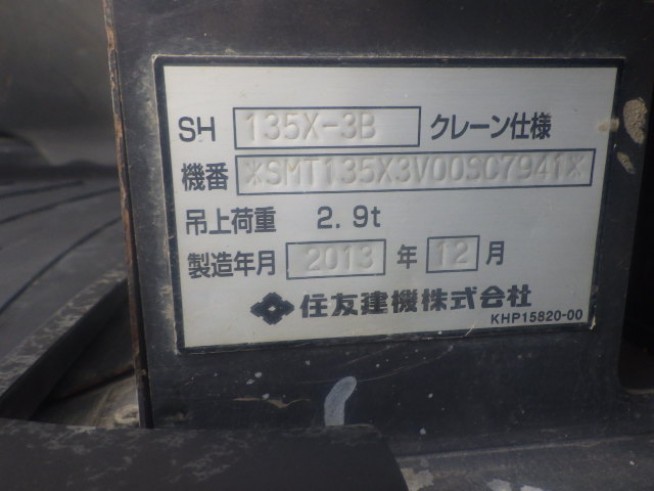 SH 135X-3B クレーン仕様
機番 *SMT135X3V00SC7941*
吊上荷重 2.9t
製造年月 2013 年 12 月
住友建機株式会社
KHP15820-00